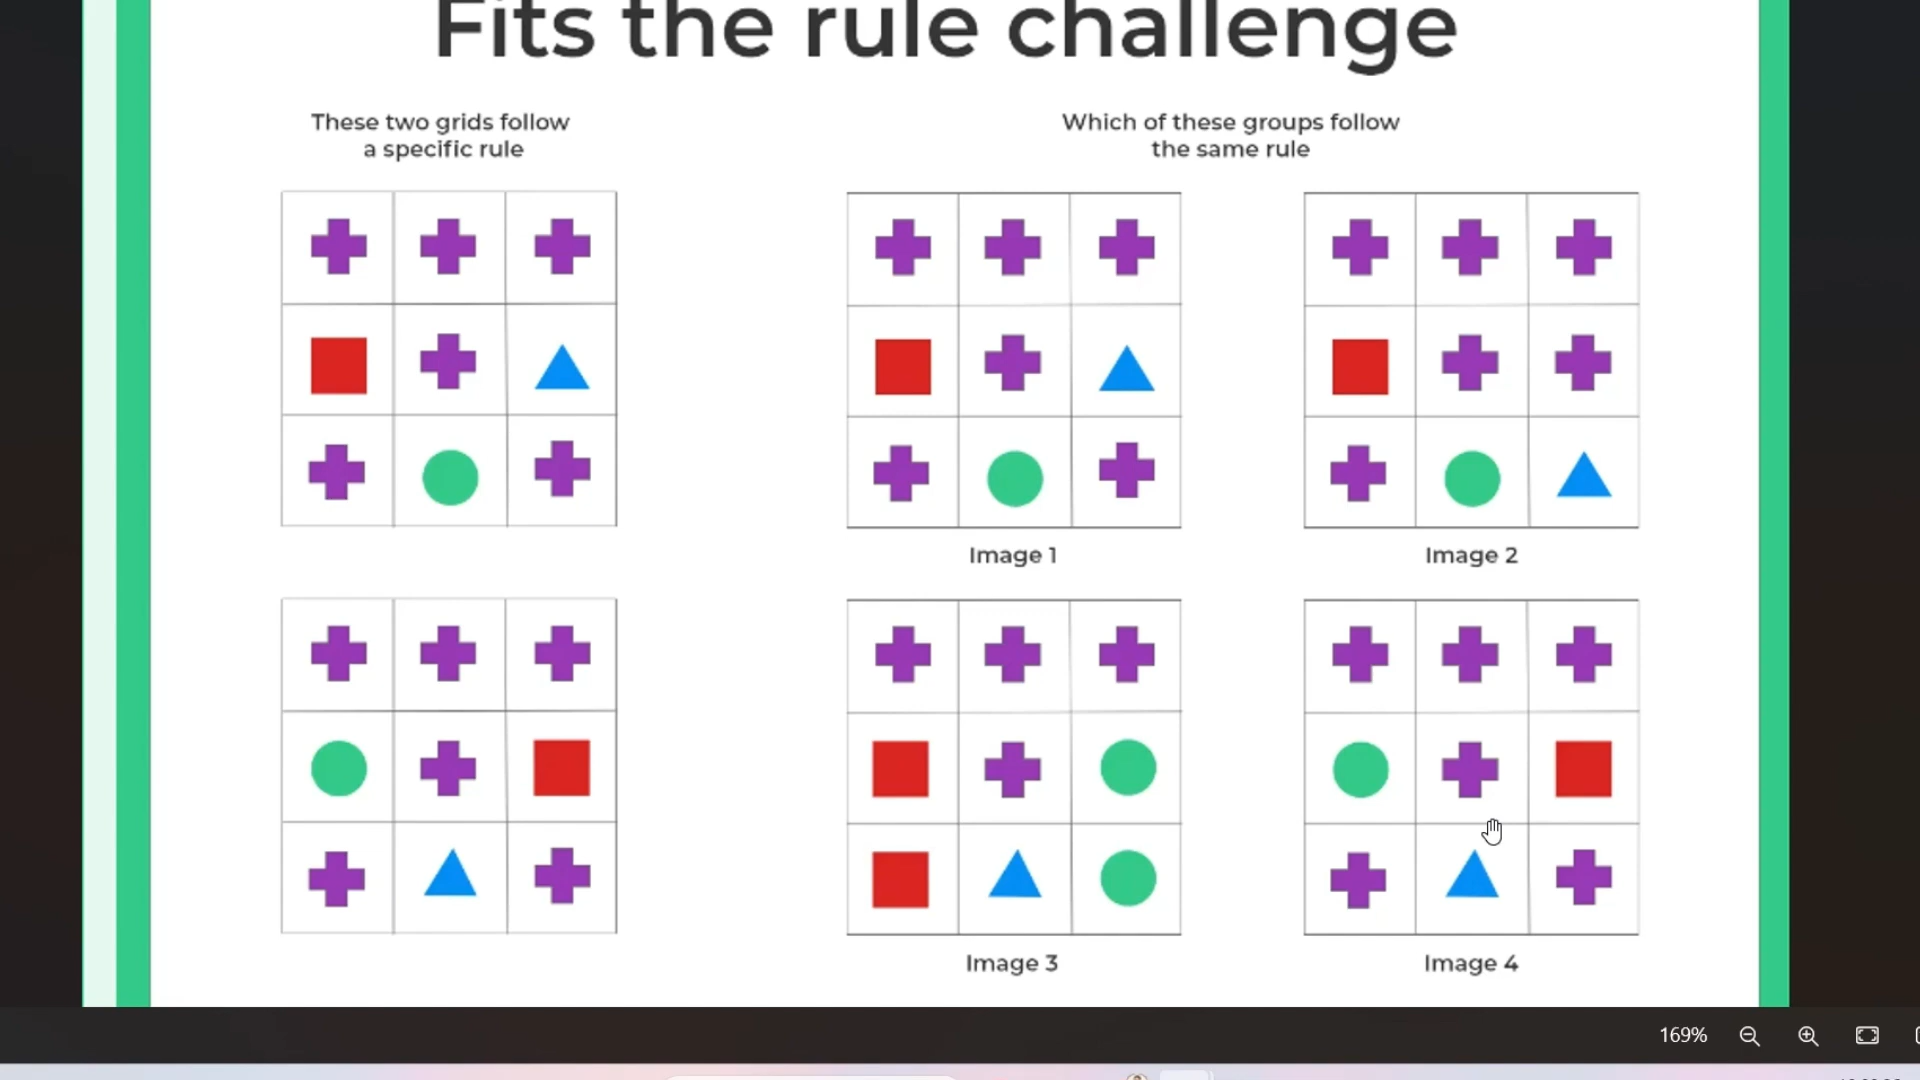 Fits the rule challenge
These two grids follow
a specific rule
Which of these groups follow
the same rule
Image 1
Image 2
Image 3
Image 4
169%